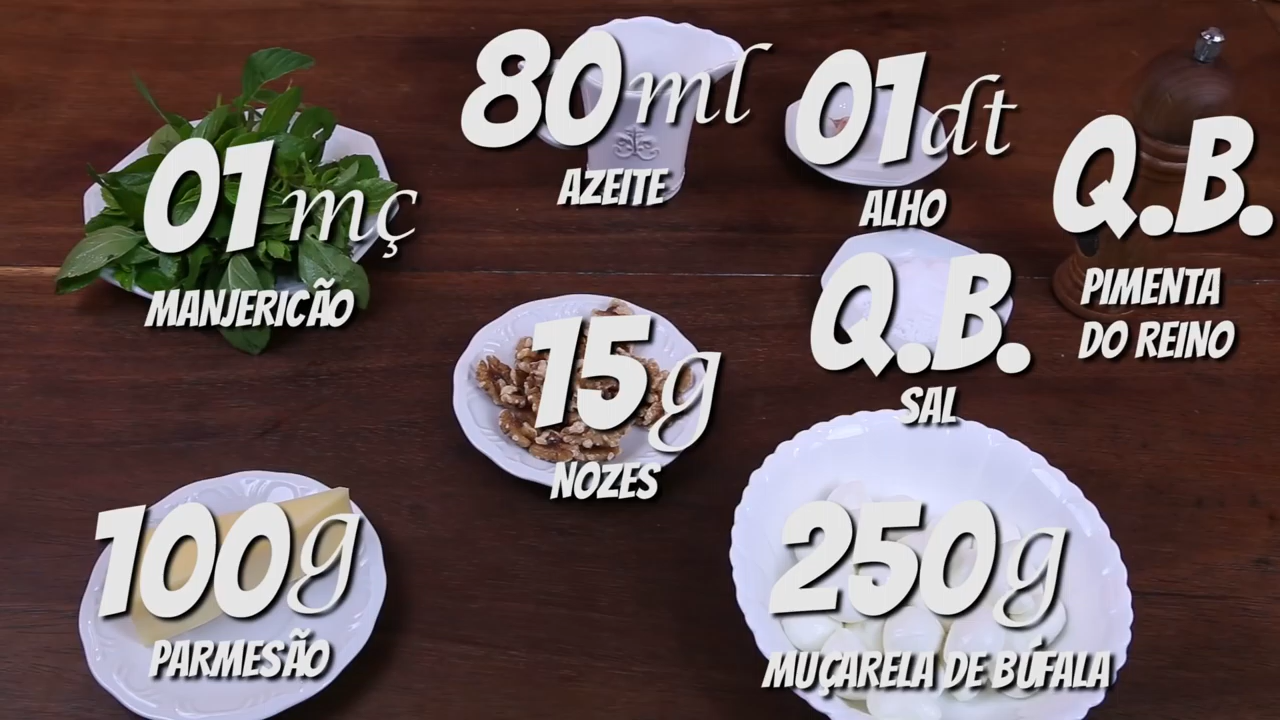 80ml
AZEITE
01dt
ALHO
01mç
MANJERICÃO
Q.B.
PIMENTA
DO REINO
15g
NOZES
Q.B.
SAL
100g
PARMESÃO
250g
MUÇARELA DE BÚFALA